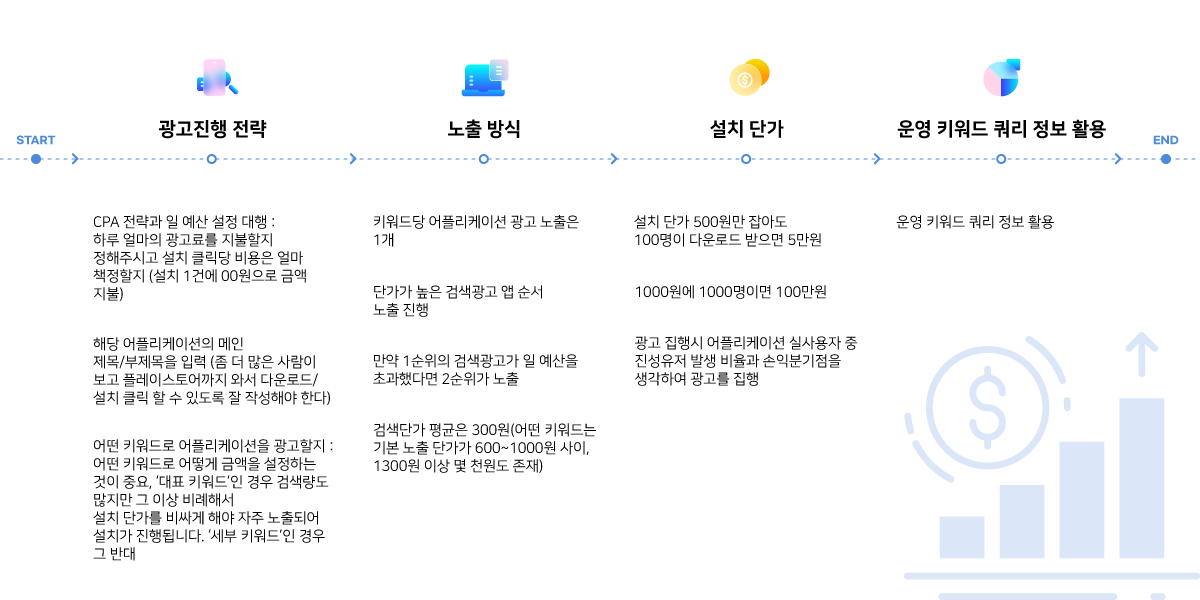 START
광고진행 전략
노출 방식
설치 단가
운영 키워드 쿼리 정보 활용
END
CPA 전략과 일 예산 설정 대행 :
하루 얼마의 광고료를 지불할지
정해주시고 설치 클릭당 비용은 얼마
책정할지 (설치 1건에 00원으로 금액
지불)
해당 어플리케이션의 메인
제목/부제목을 입력 (좀 더 많은 사람이
보고 플레이스토어까지 와서 다운로드/
설치 클릭 할 수 있도록 잘 작성해야 한다)
어떤 키워드로 어플리케이션을 광고할지 :
어떤 키워드로 어떻게 금액을 설정하는
것이 중요, ‘대표 키워드’인 경우 검색량도
많지만 그 이상 비례해서
설치 단가를 비싸게 해야 자주 노출되어
설치가 진행됩니다. ‘세부 키워드’인 경우
그 반대
키워드당 어플리케이션 광고 노출은
1개
단가가 높은 검색광고 앱 순서
노출 진행
만약 1순위의 검색광고가 일 예산을
초과했다면 2순위가 노출
검색단가 평균은 300원(어떤 키워드는
기본 노출 단가가 600~1000원 사이,
1300원 이상 몇 천원도 존재)
설치 단가 500원만 잡아도
100명이 다운로드 받으면 5만원
1000원에 1000명이면 100만원
광고 집행시 어플리케이션 실사용자 중
진성유저 발생 비율과 손익분기점을
생각하여 광고를 집행
운영 키워드 쿼리 정보 활용